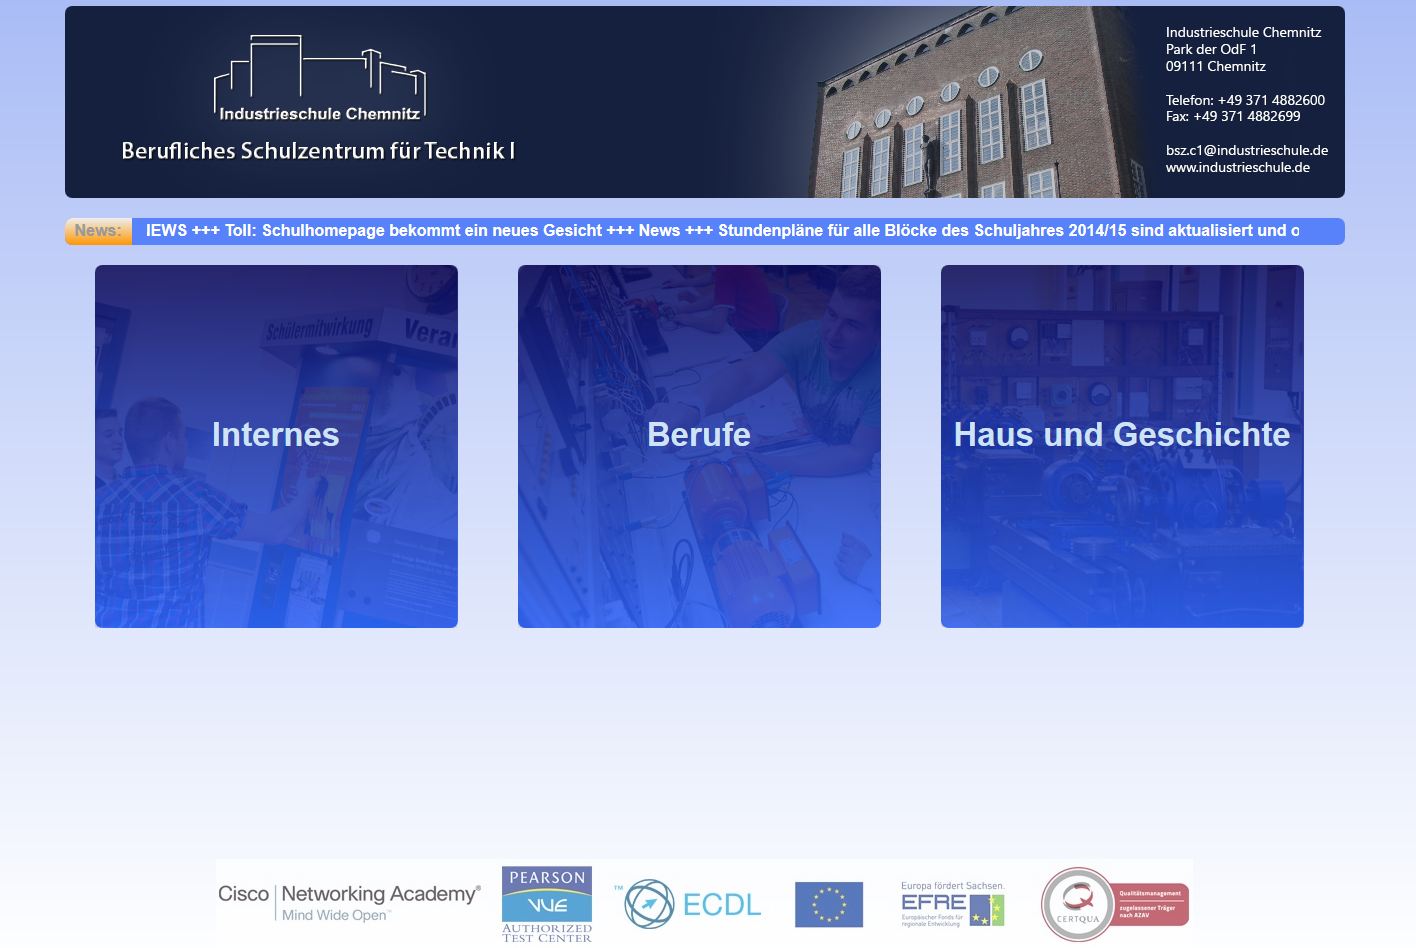 Industrieschule Chemnitz
Berufliches Schulzentrum für Technik I
Industrieschule Chemnitz
Park der OdF 1
09111 Chemnitz
Telefon: +49 371 4882600
Fax: +49 371 4882699
bsz.c1@industrieschule.de
www.industrieschule.de
News: IEWS +++ Toll: Schulhomepage bekommt ein neues Gesicht +++ News +++ Stundenpläne für alle Blöcke des Schuljahres 2014/15 sind aktualisiert und o
Schülermitwirkung
Veran
Internes
Berufe
Haus und Geschichte
Cisco Networking Academy®
Mind Wide Open™
PEARSON
VUE
AUTHORIZED
TEST CENTER
™ ECDL
Europa fördert Sachsen.
EFRE
Europäischer Fonds für
regionale Entwicklung
CERTQUA
Qualitätsmanagement
zugelassener Träger
nach AZAV